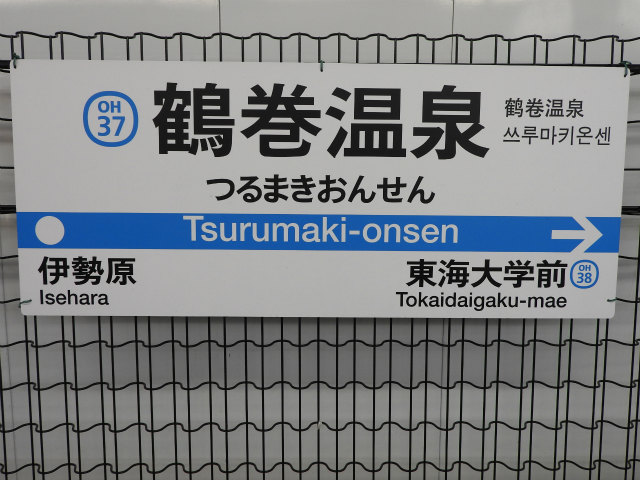 OH
37
鶴巻温泉
鶴巻温泉
쓰루마키온센
つるまきおんせん
Tsurumaki-onsen
伊勢原
Isehara
東海大学前
OH
38
Tokaidaigaku-mae